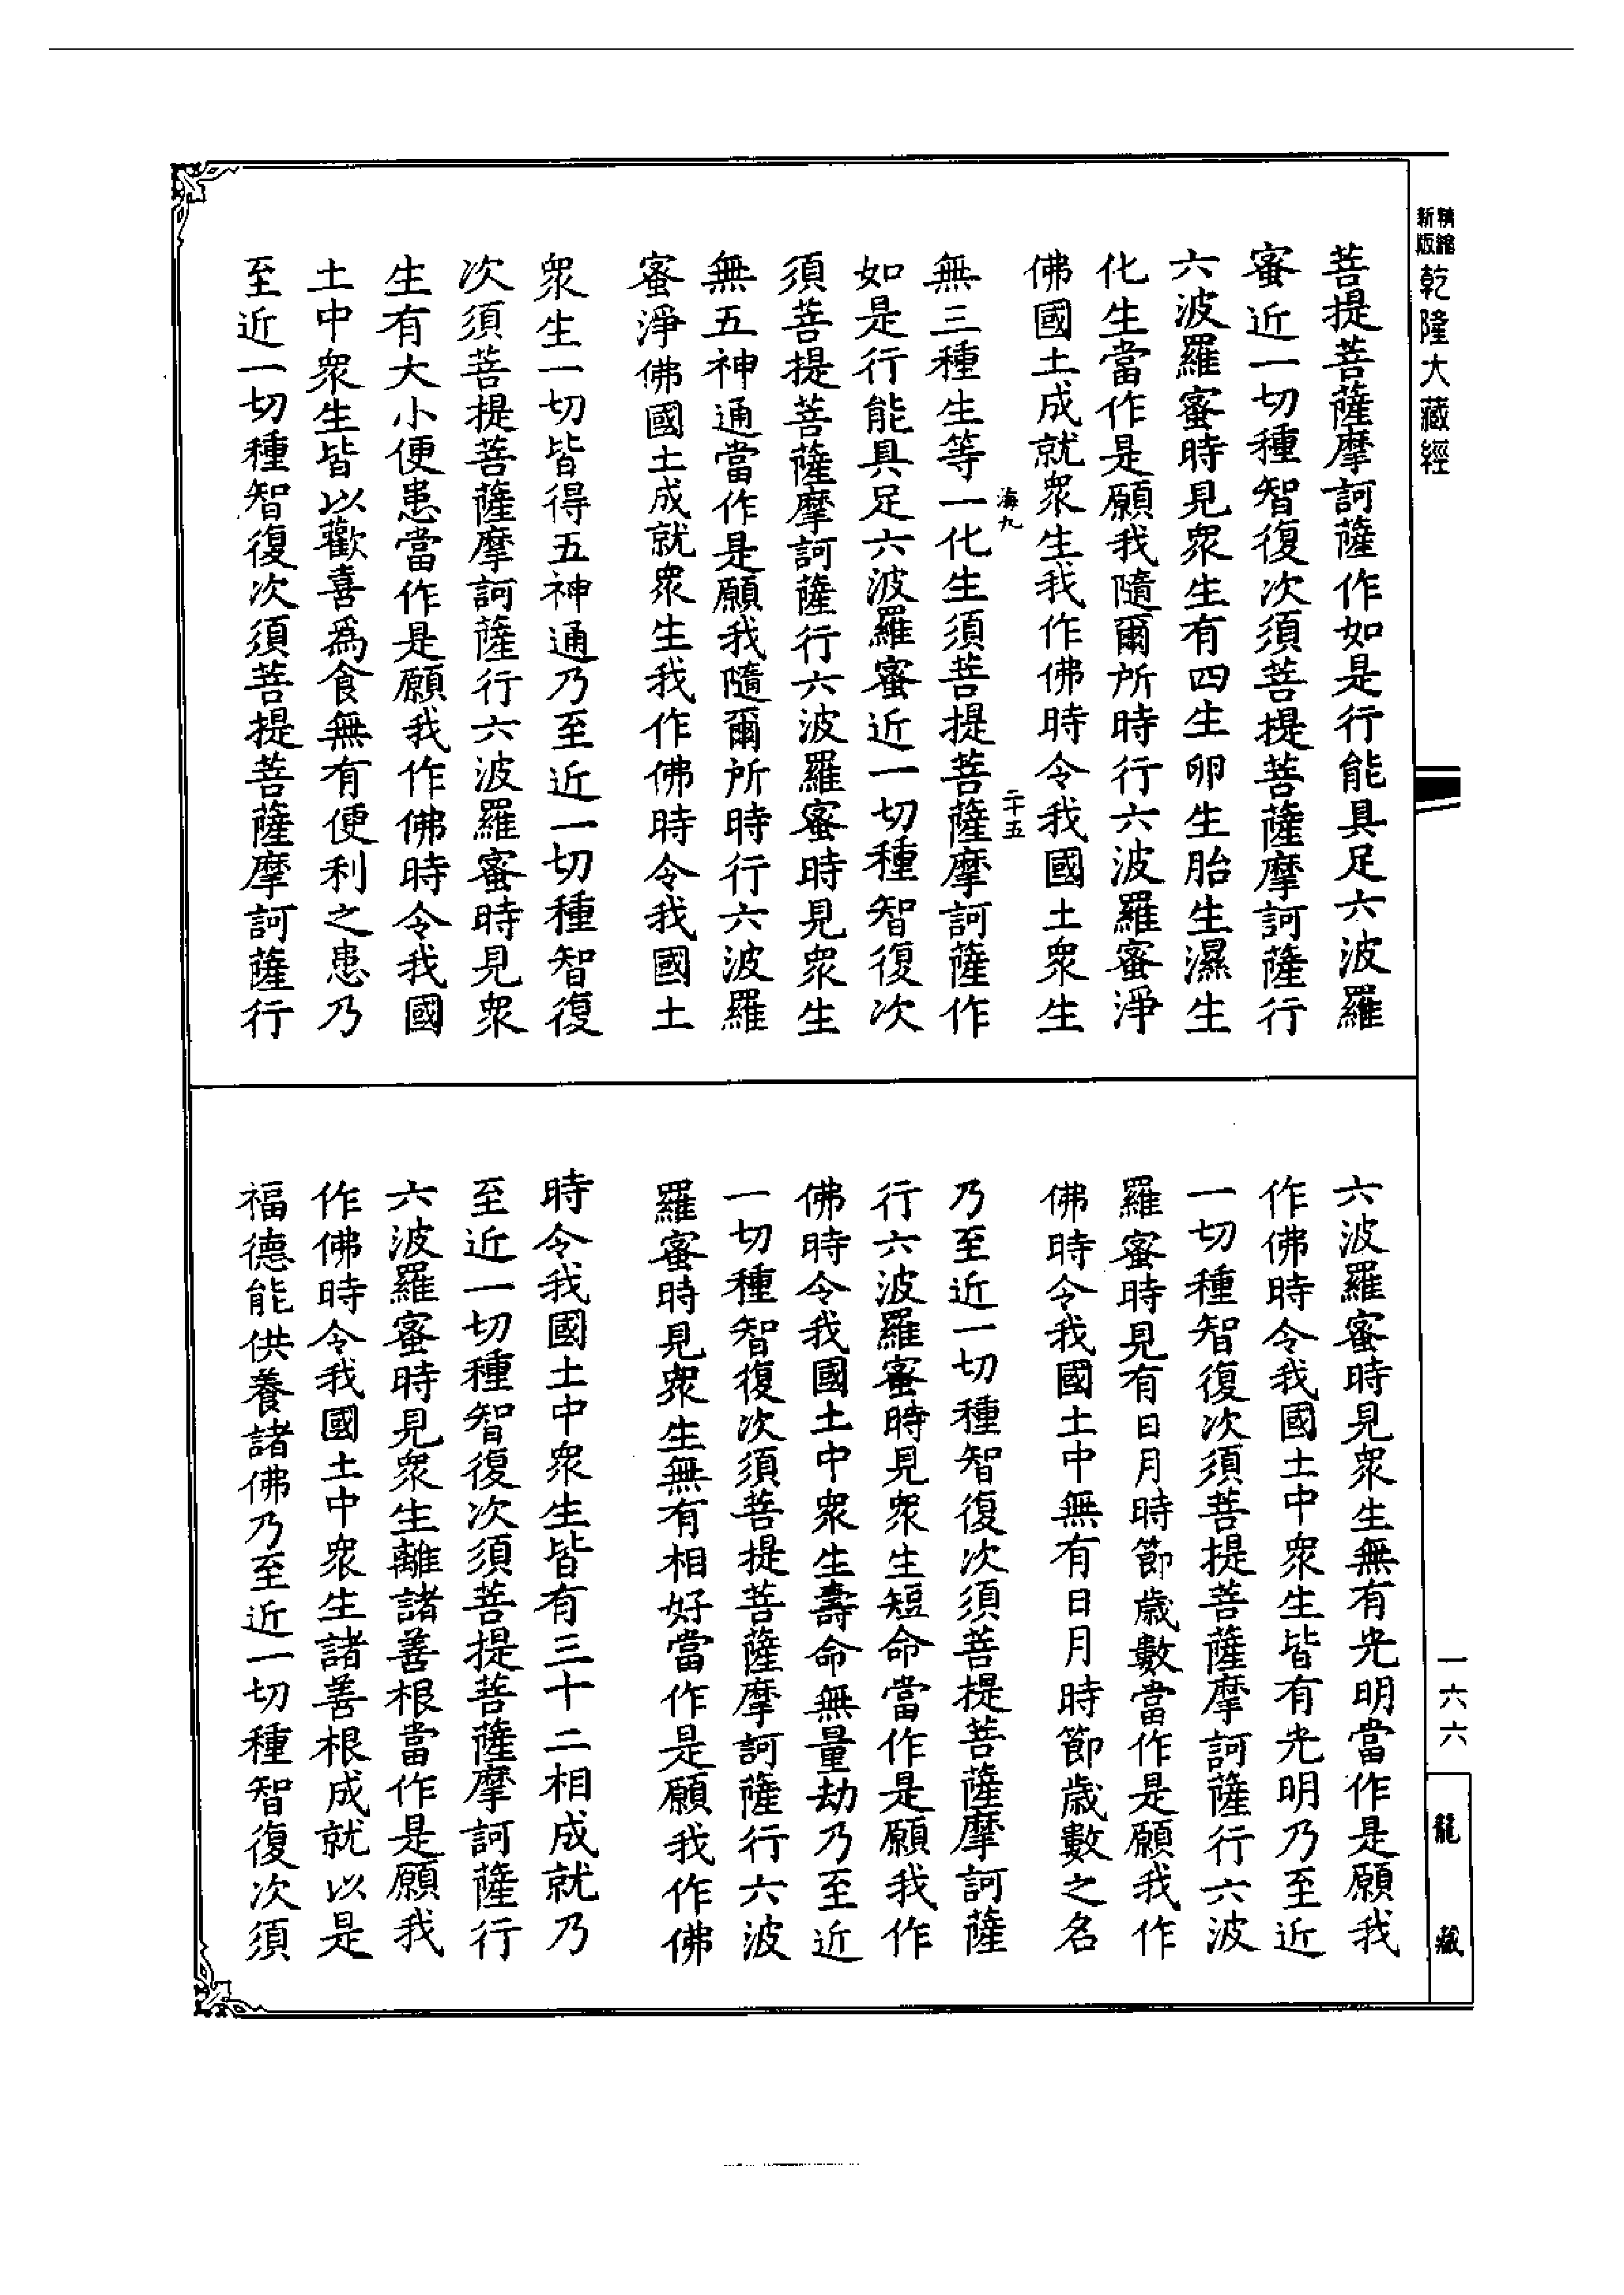 精縮新版乾隆大藏經
菩提菩薩摩訶薩作如是行能具足六波羅
蜜近一切種智復次須菩提菩薩摩訶薩行
六波羅蜜時見衆生有四生卵生胎生濕生
化生當作是願我隨爾所時行六波羅蜜淨
佛國土成就衆生我作佛時令我國土衆生
海九
二十五
無三種生等一化生須菩提菩薩摩訶薩作
如是行能具足六波羅蜜近一切種智復次
須菩提菩薩摩訶薩行六波羅蜜時見衆生
無五神通當作是願我隨爾所時行六波羅
蜜淨佛國土成就衆生我作佛時令我國土
衆生一切皆得五神通乃至近一切種智復
次須菩提菩薩摩訶薩行六波羅蜜時見衆
生有大小便患當作是願我作佛時令我國
土中衆生皆以歡喜爲食無有便利之患乃
至近一切種智復次須菩提菩薩摩訶薩行
六波羅蜜時見衆生無有光明當作是願我
作佛時令我國土中衆生皆有光明乃至近
一切種智復次須菩提菩薩摩訶薩行六波
羅蜜時見有日月時節歲數當作是願我作
佛時令我國土中無有日月時節歲數之名
乃至近一切種智復次須菩提菩薩摩訶薩
行六波羅蜜時見衆生短命當作是願我作
佛時令我國土中衆生壽命無量劫乃至近
一切種智復次須菩提菩薩摩訶薩行六波
羅蜜時見衆生無有相好當作是願我作佛
時令我國土中衆生皆有三十二相成就乃
至近一切種智復次須菩提菩薩摩訶薩行
六波羅蜜時見衆生離諸善根當作是願我
作佛時令我國土中衆生諸善根成就以是
福德能供養諸佛乃至近一切種智復次須
一六六
龍藏